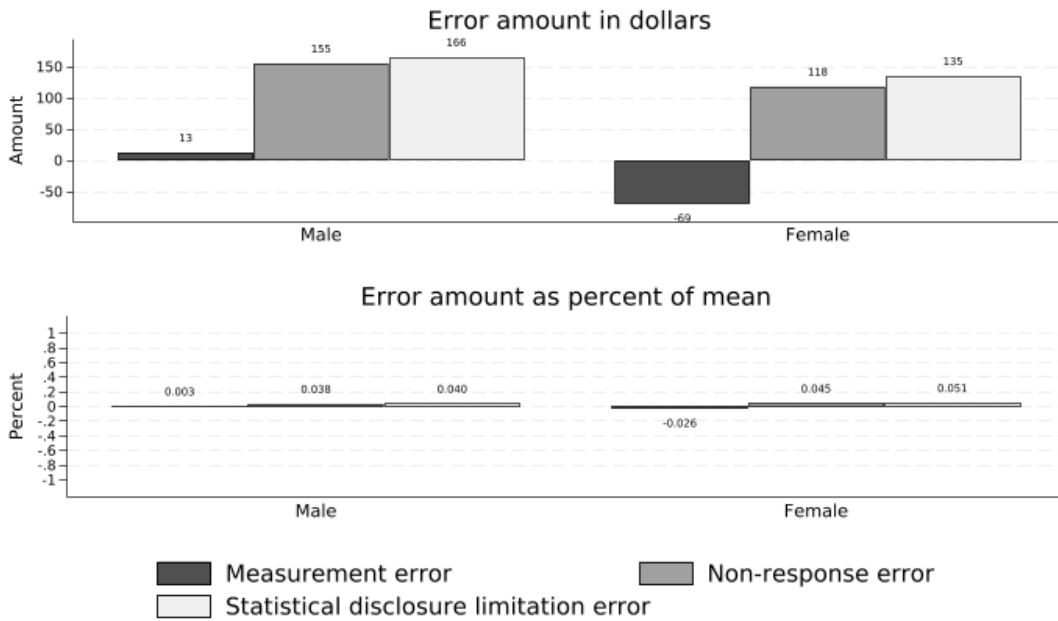 Error amount in dollars
Amount
150
100
50
0
-50
13
155
166
-69
118
135
Male
Female
Error amount as percent of mean
Percent
1
.8
.6
.4
.2
0
-.2
-.4
-.6
-.8
-1
0.003
0.038
0.040
-0.026
0.045
0.051
Male
Female
Measurement error
Non-response error
Statistical disclosure limitation error